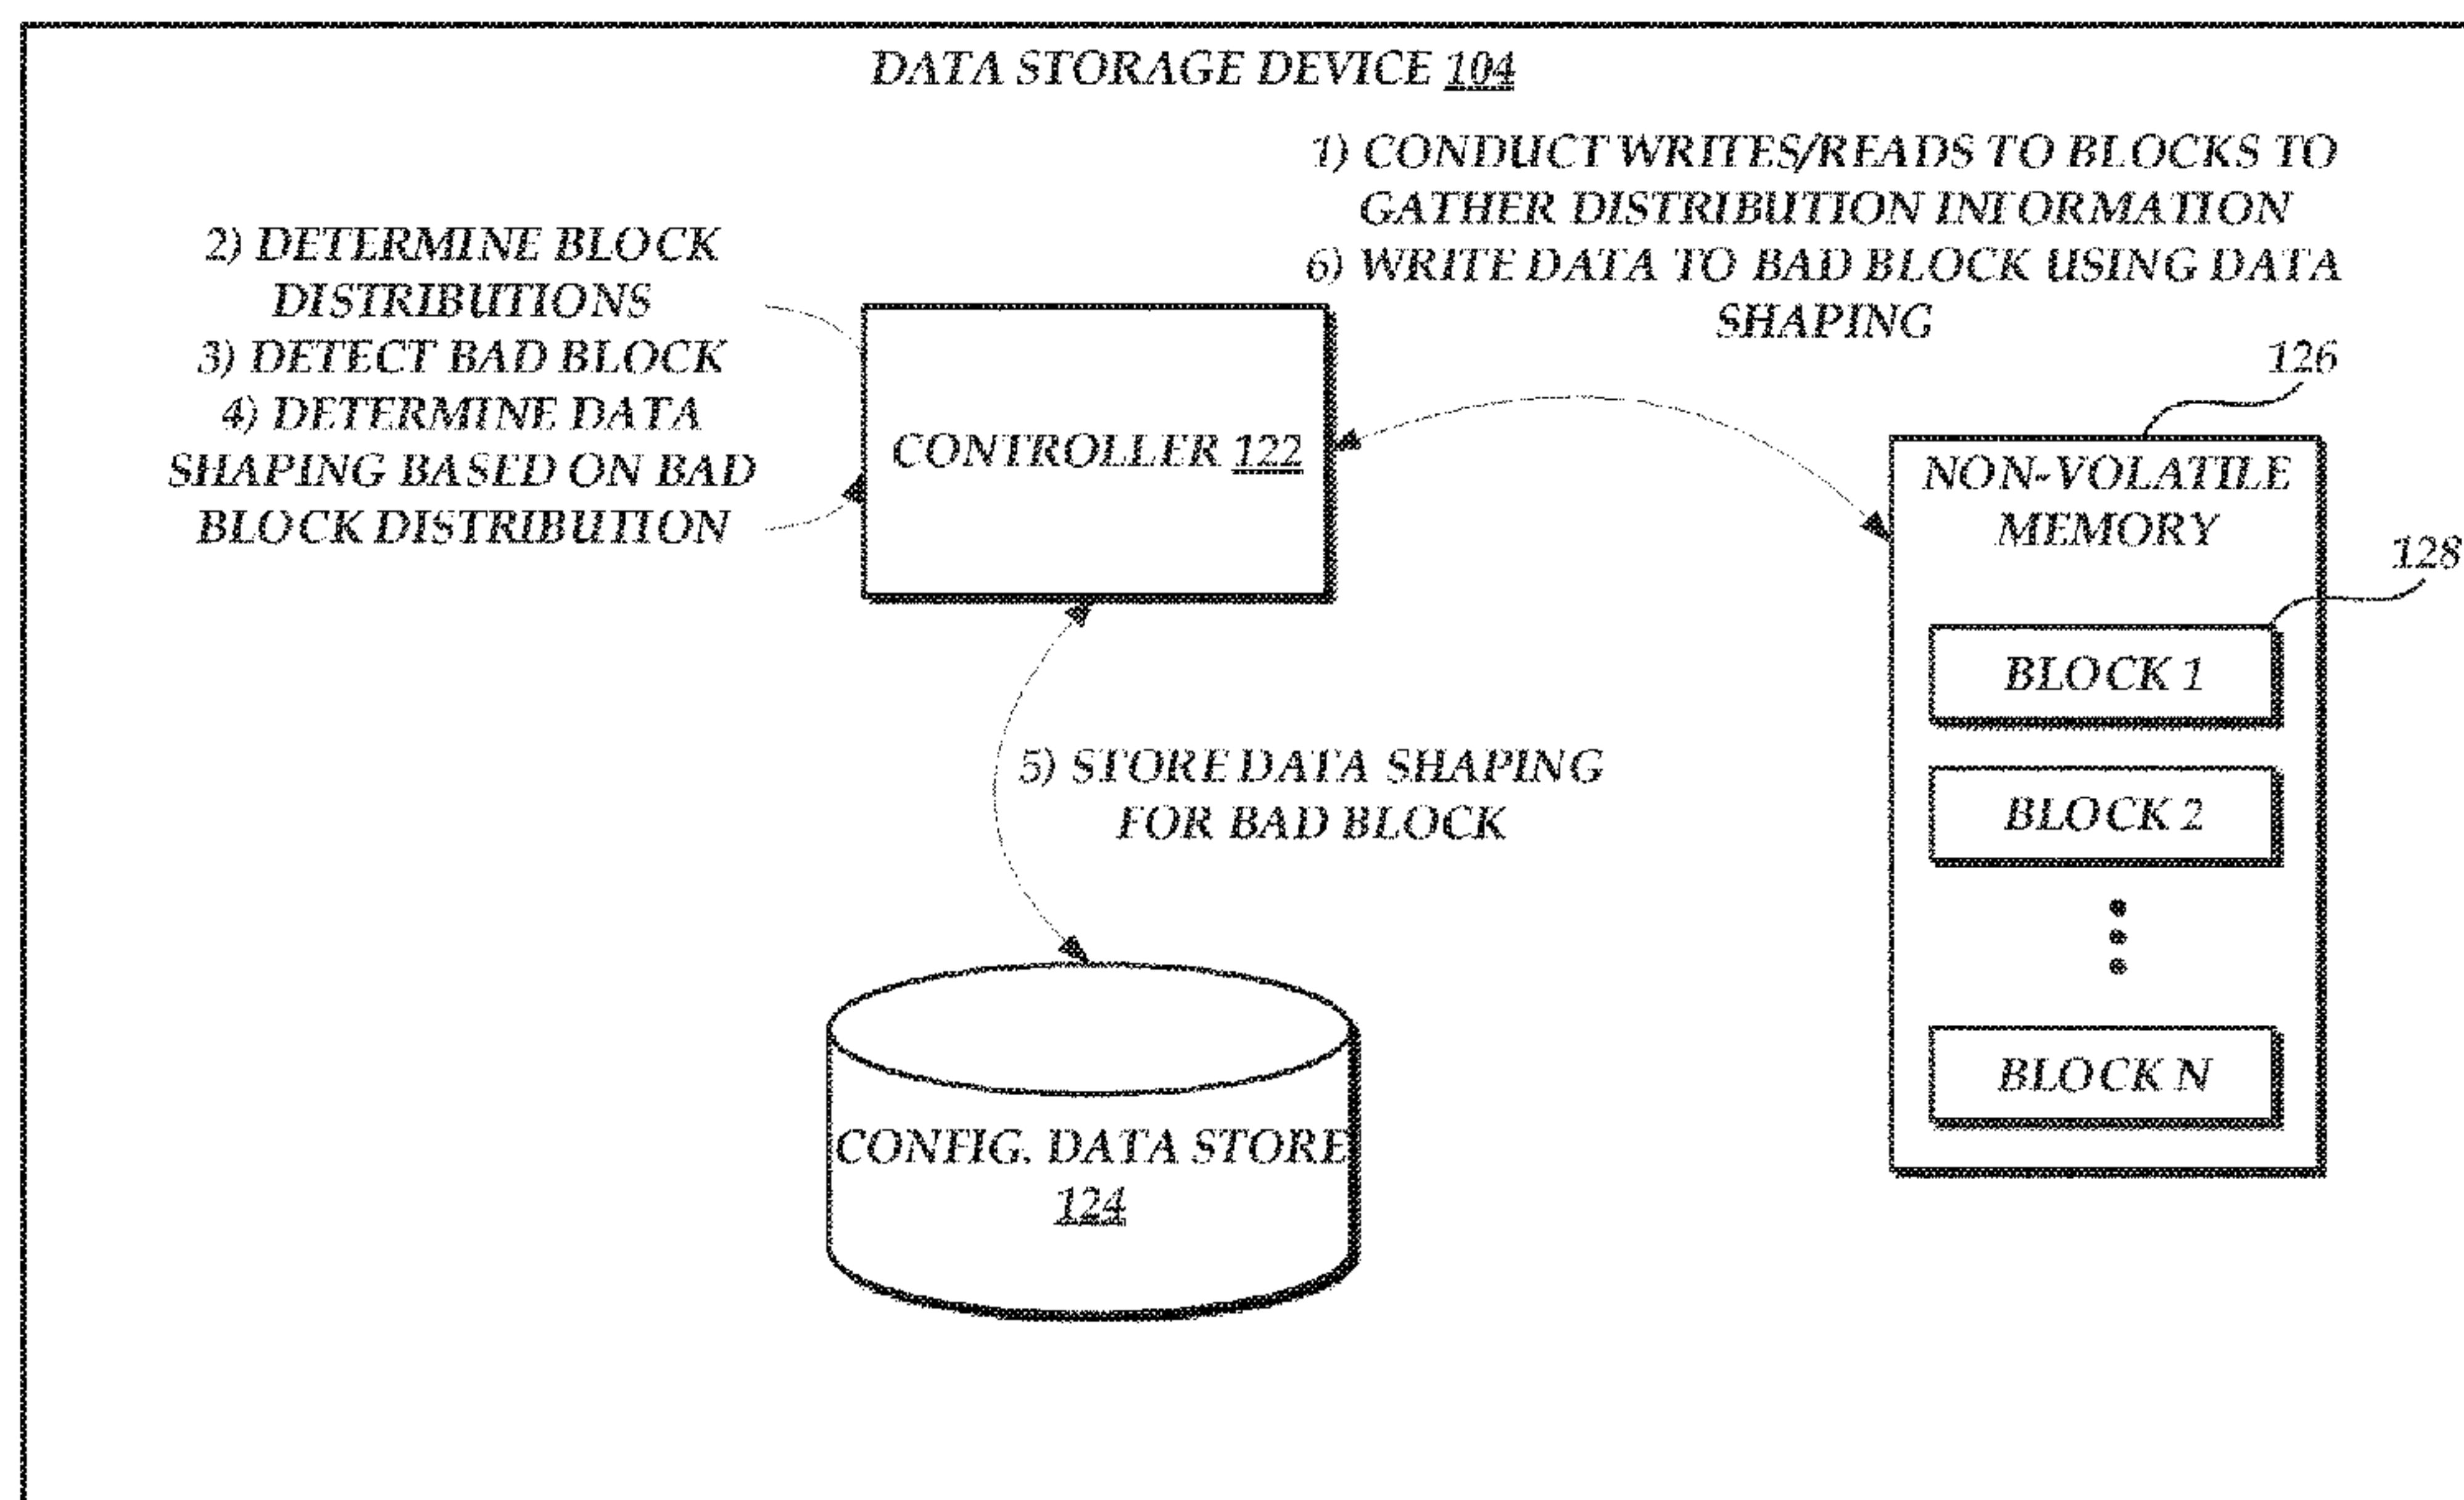 DATA STORAGE DEVICE 104
1) CONDUCT WRITES/READS TO BLOCKS TO
GATHER DISTRIBUTION INFORMATION
6) WRITE DATA TO BAD BLOCK USING DATA
SHAPING
2) DETERMINE BLOCK
DISTRIBUTIONS
3) DETECT BAD BLOCK
4) DETERMINE DATA
SHAPING BASED ON BAD
BLOCK DISTRIBUTION
CONTROLLER 122
126
NON-VOLATILE
MEMORY
128
BLOCK 1
BLOCK 2
BLOCK N
5) STORE DATA SHAPING
FOR BAD BLOCK
CONFIG. DATA STORE
124